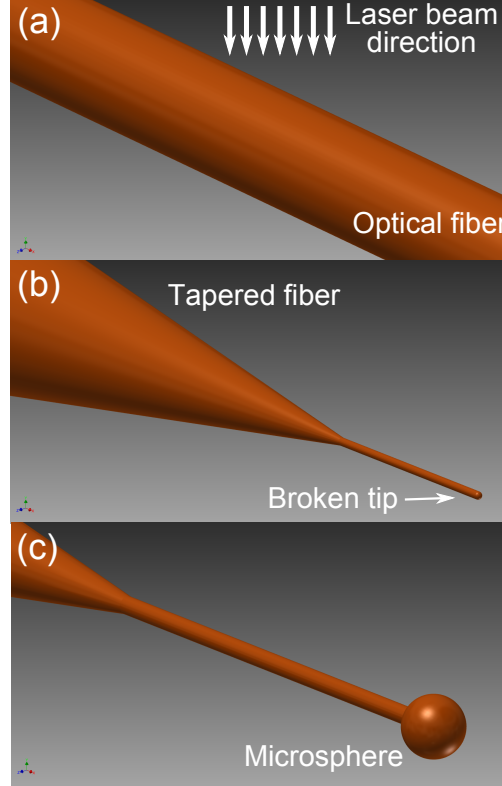 (a)
Laser beam
direction
Optical fiber
(b)
Tapered fiber
Broken tip
(c)
Microsphere